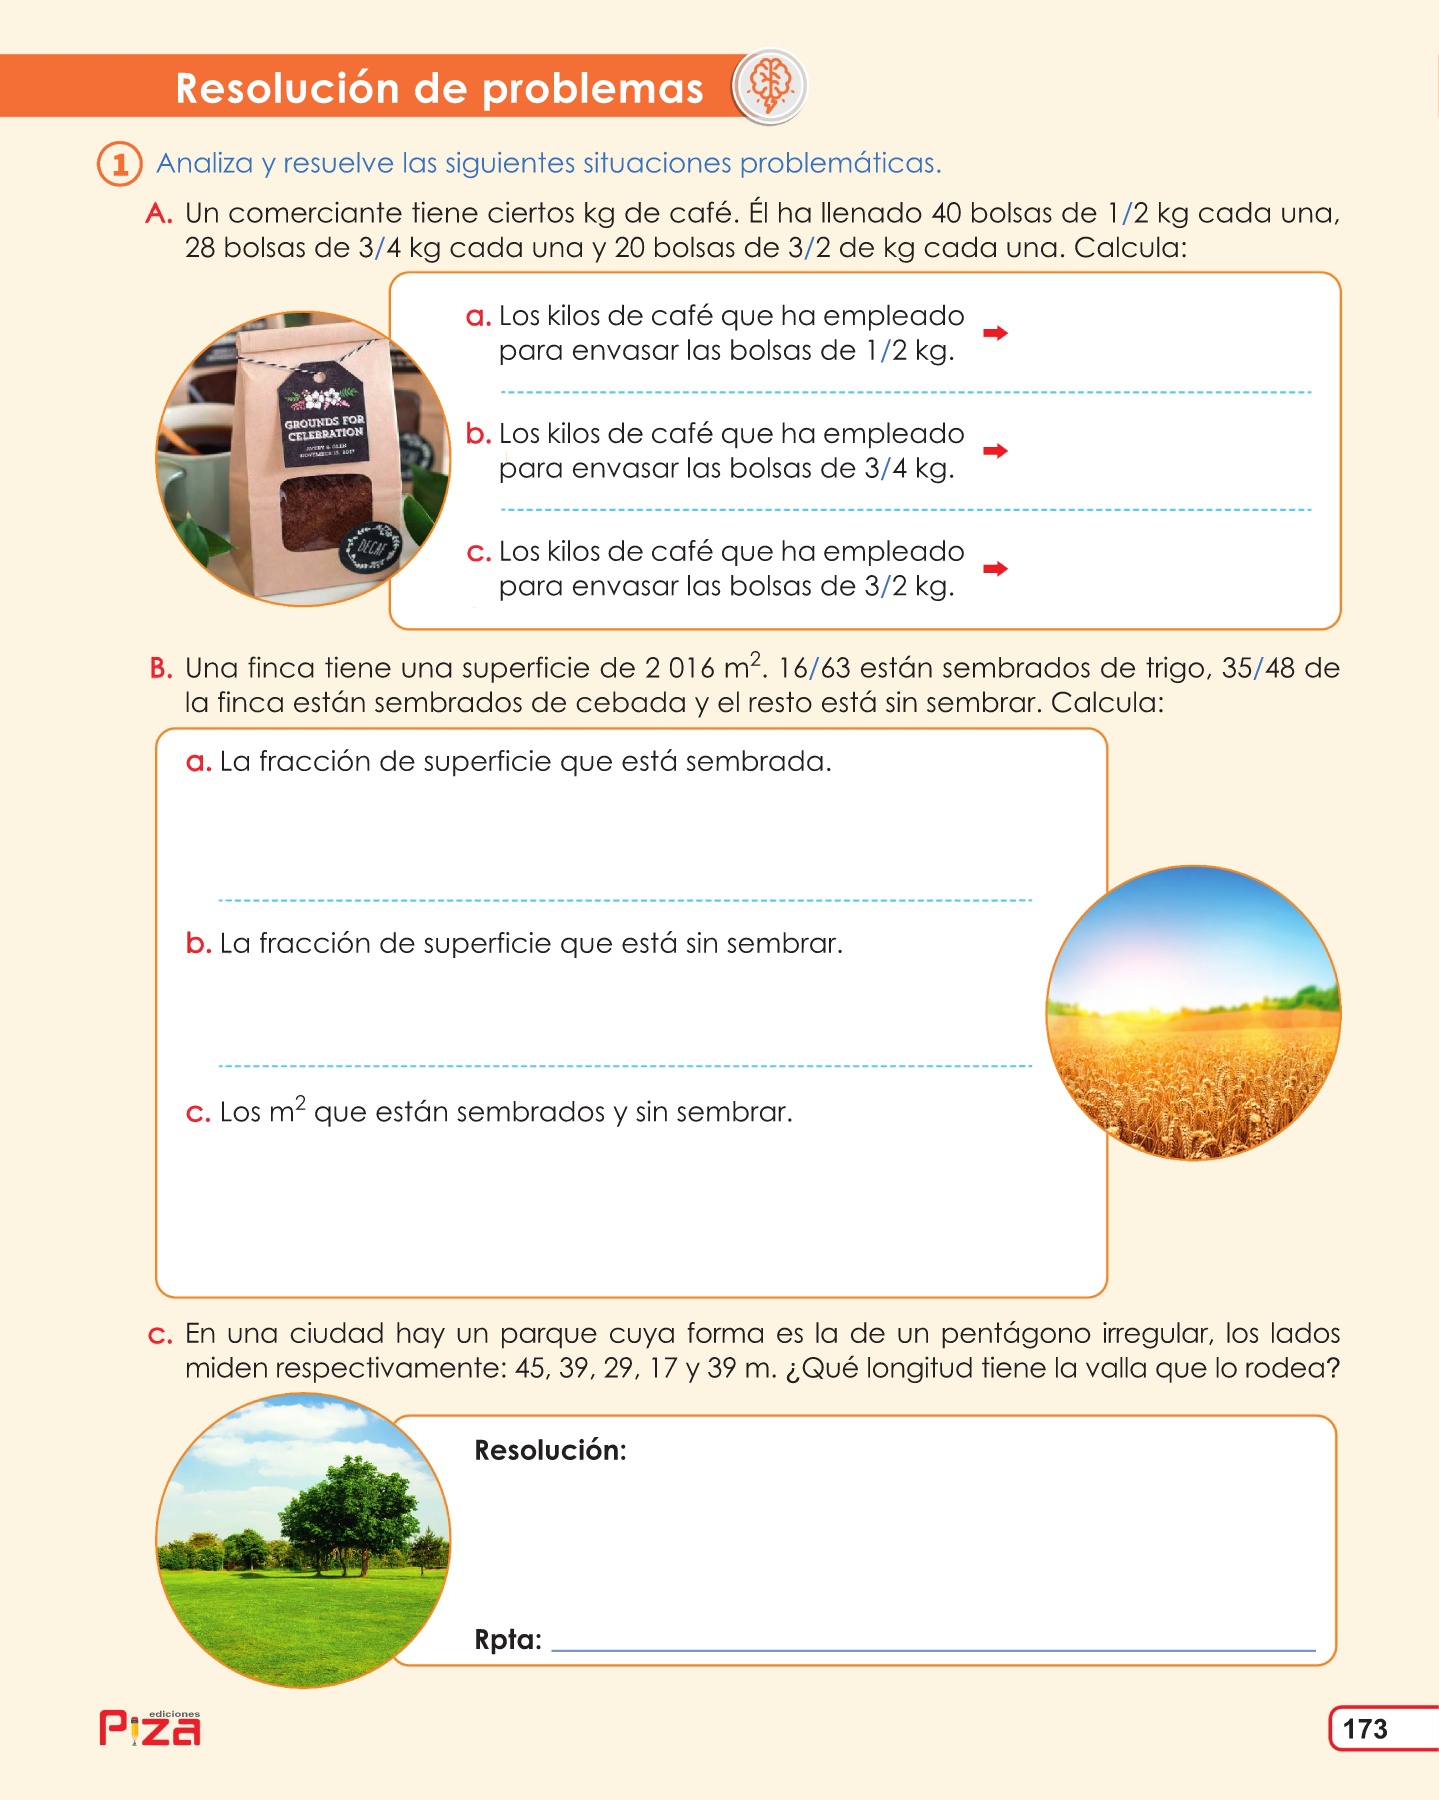 Resolución de problemas
1 Analiza y resuelve las siguientes situaciones problemáticas.
A. Un comerciante tiene ciertos kg de café. Él ha llenado 40 bolsas de 1/2 kg cada una,
28 bolsas de 3/4 kg cada una y 20 bolsas de 3/2 de kg cada una. Calcula:
a. Los kilos de café que ha empleado
para envasar las bolsas de 1/2 kg.
GROUNDS FOR
CELEBRATION
NOVEMBER 15, 2017
DECAF
b. Los kilos de café que ha empleado
para envasar las bolsas de 3/4 kg.
c. Los kilos de café que ha empleado
para envasar las bolsas de 3/2 kg.
B. Una finca tiene una superficie de 2 016 m². 16/63 están sembrados de trigo, 35/48 de
la finca están sembrados de cebada y el resto está sin sembrar. Calcula:
a. La fracción de superficie que está sembrada.
b. La fracción de superficie que está sin sembrar.
c. Los m² que están sembrados y sin sembrar.
c. En una ciudad hay un parque cuya forma es la de un pentágono irregular, los lados
miden respectivamente: 45, 39, 29, 17 y 39 m. ¿Qué longitud tiene la valla que lo rodea?
Resolución:
Rpta:
ediciones
Piza
173